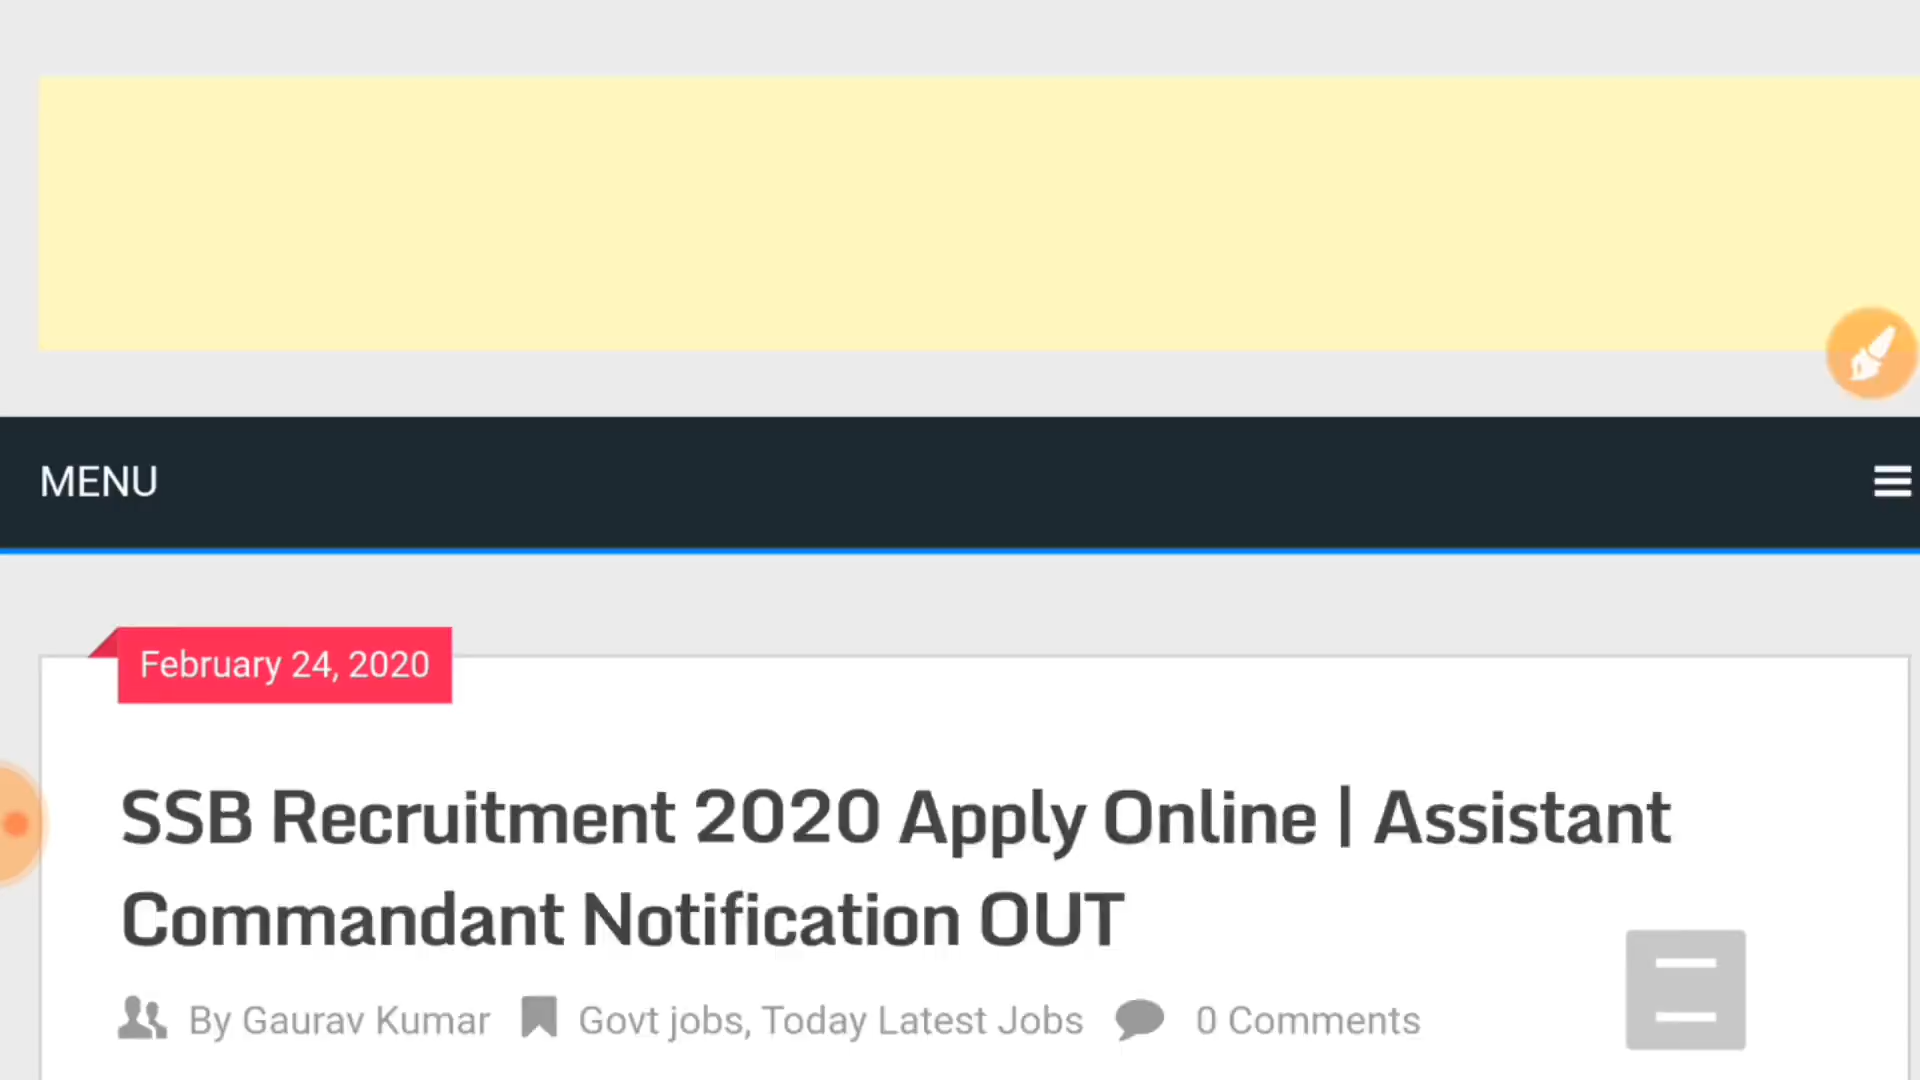 MENU
February 24, 2020
SSB Recruitment 2020 Apply Online | Assistant
Commandant Notification OUT
By Gaurav Kumar Govt jobs, Today Latest Jobs 0 Comments